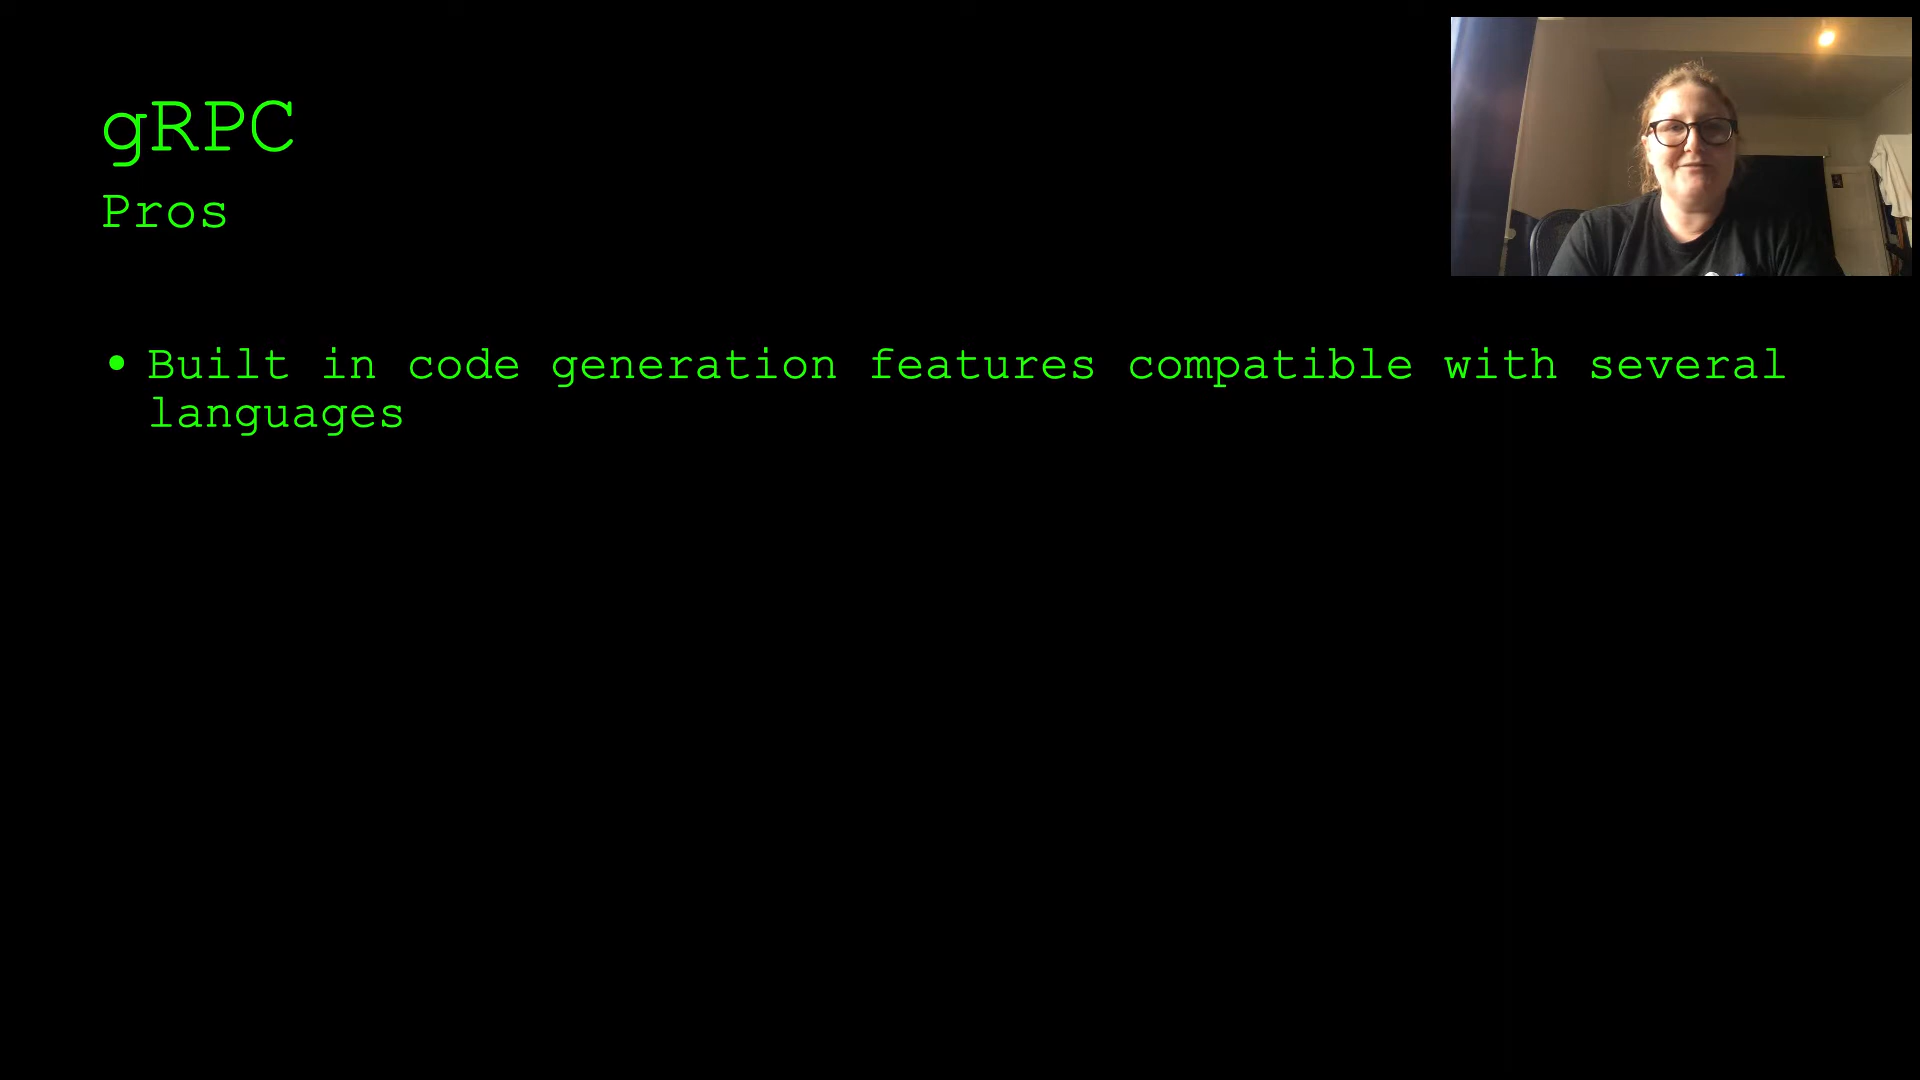 gRPC
Pros
• Built in code generation features compatible with several
languages